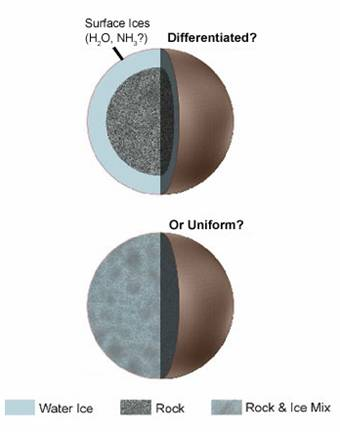 Surface Ices
(H₂O, NH₃?)
Differentiated?
Or Uniform?
Water Ice
Rock
Rock & Ice Mix